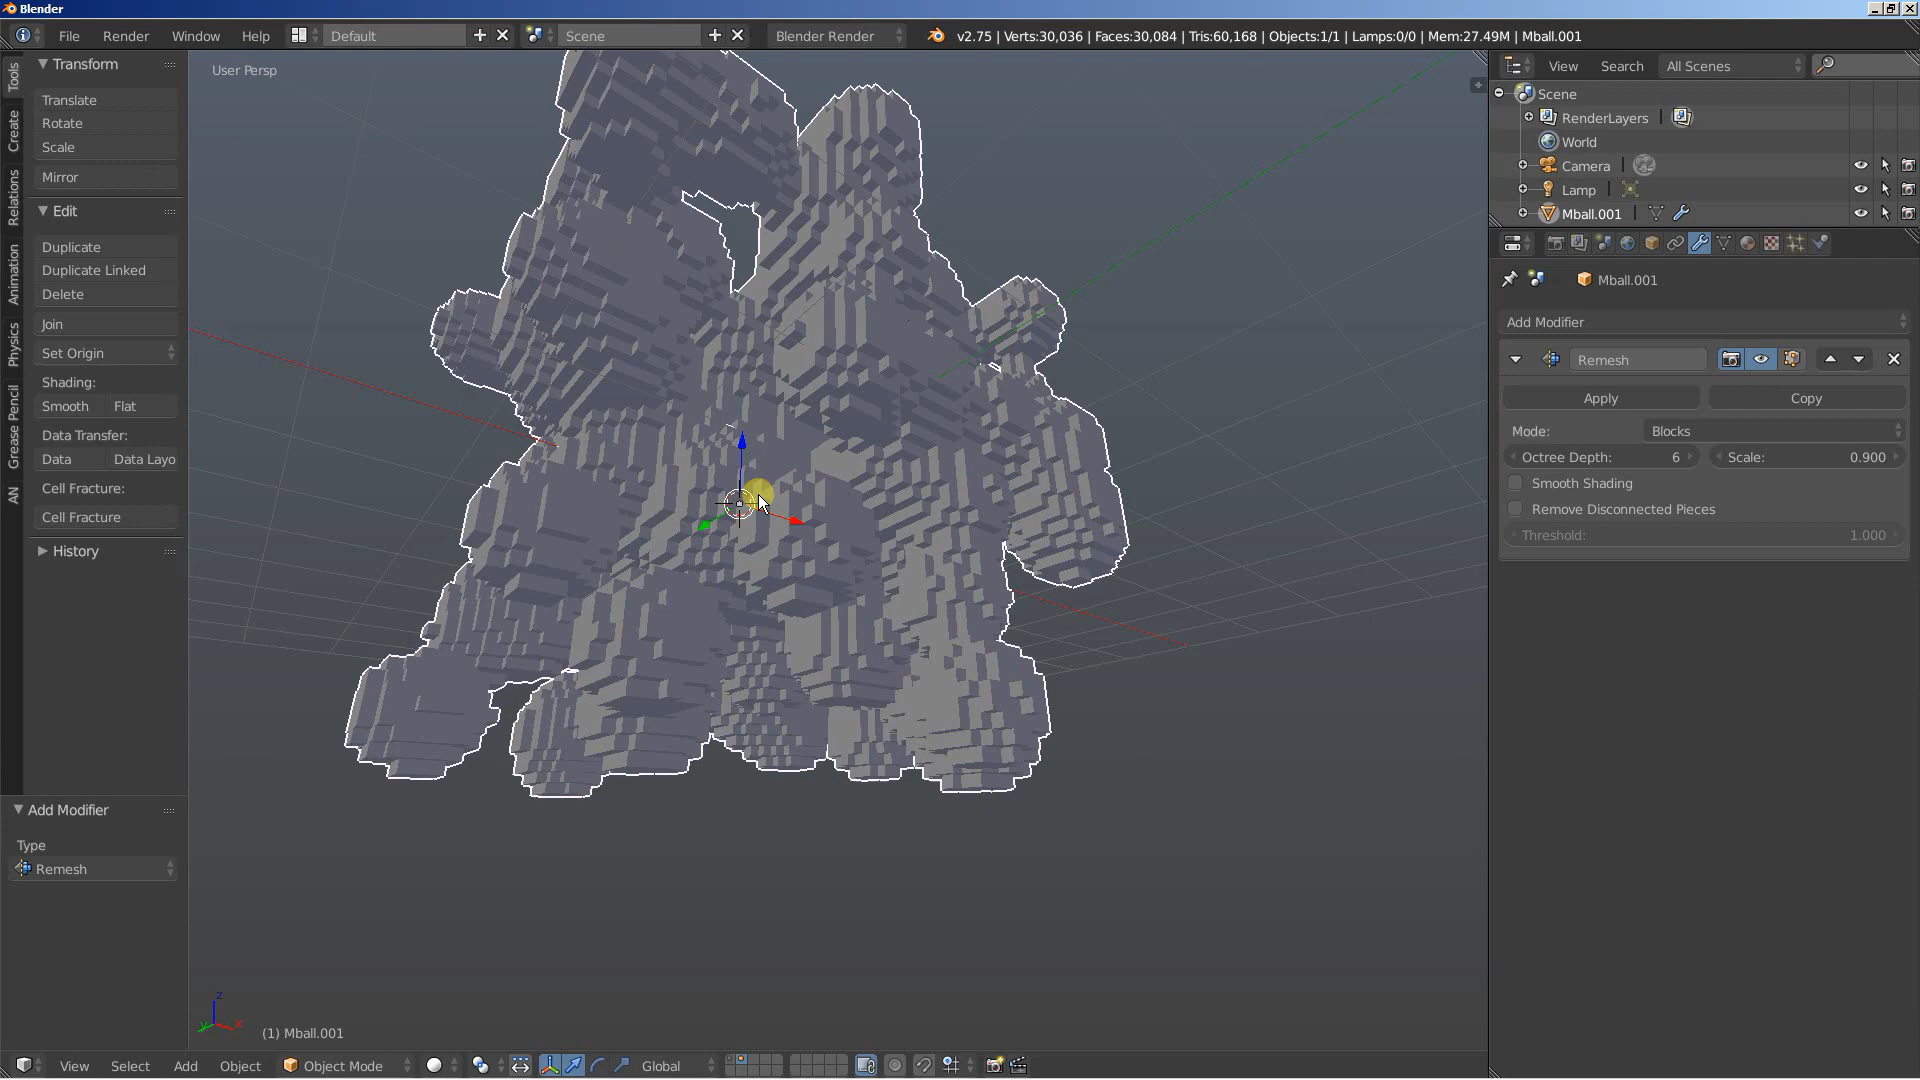 Blender
File Render Window Help Default Scene Blender Render v2.75 | Verts:30,036 | Faces:30,084 | Tris:60,168 | Objects:1/1 | Lamps:0/0 | Mem:27.49M | Mball.001
Tools
Create
Relations
Animation
Physics
Grease Pencil
AN
Transform
Translate
Rotate
Scale
Mirror
Edit
Duplicate
Duplicate Linked
Delete
Join
Set Origin
Shading:
Smooth Flat
Data Transfer:
Data Data Layo
Cell Fracture:
Cell Fracture
History
Add Modifier
Type
Remesh
User Persp
z
y x
(1) Mball.001
View Select Add Object Object Mode Global
View Search All Scenes
Scene
RenderLayers
World
Camera
Lamp
Mball.001
Mball.001
Add Modifier
Remesh
Apply Copy
Mode: Blocks
Octree Depth: 6 Scale: 0.900
Smooth Shading
Remove Disconnected Pieces
Threshold: 1.000